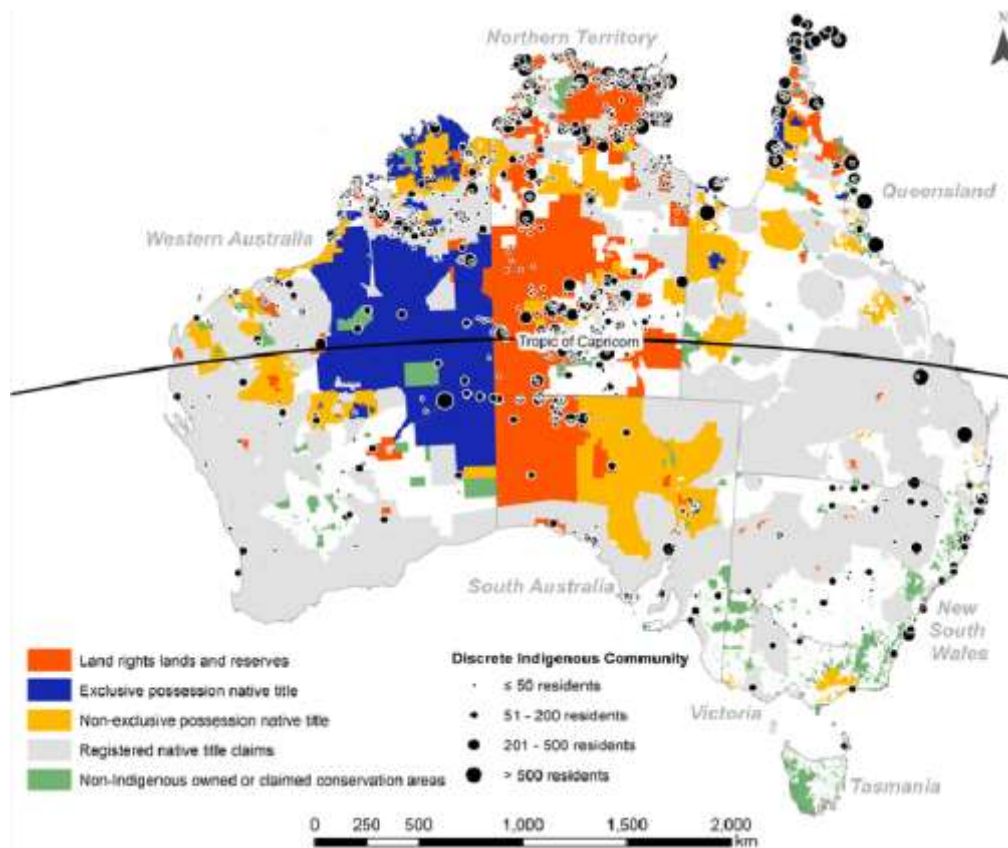 N
Northern Territory
Queensland
Western Australia
Tropic of Capricorn
South Australia
New
South
Wales
Victoria
Tasmania
Land rights lands and reserves
Exclusive possession native title
Non-exclusive possession native title
Registered native title claims
Non-Indigenous owned or claimed conservation areas
Discrete Indigenous Community
≤ 50 residents
51 - 200 residents
201 - 500 residents
> 500 residents
0 250 500 1,000 1,500 2,000
km